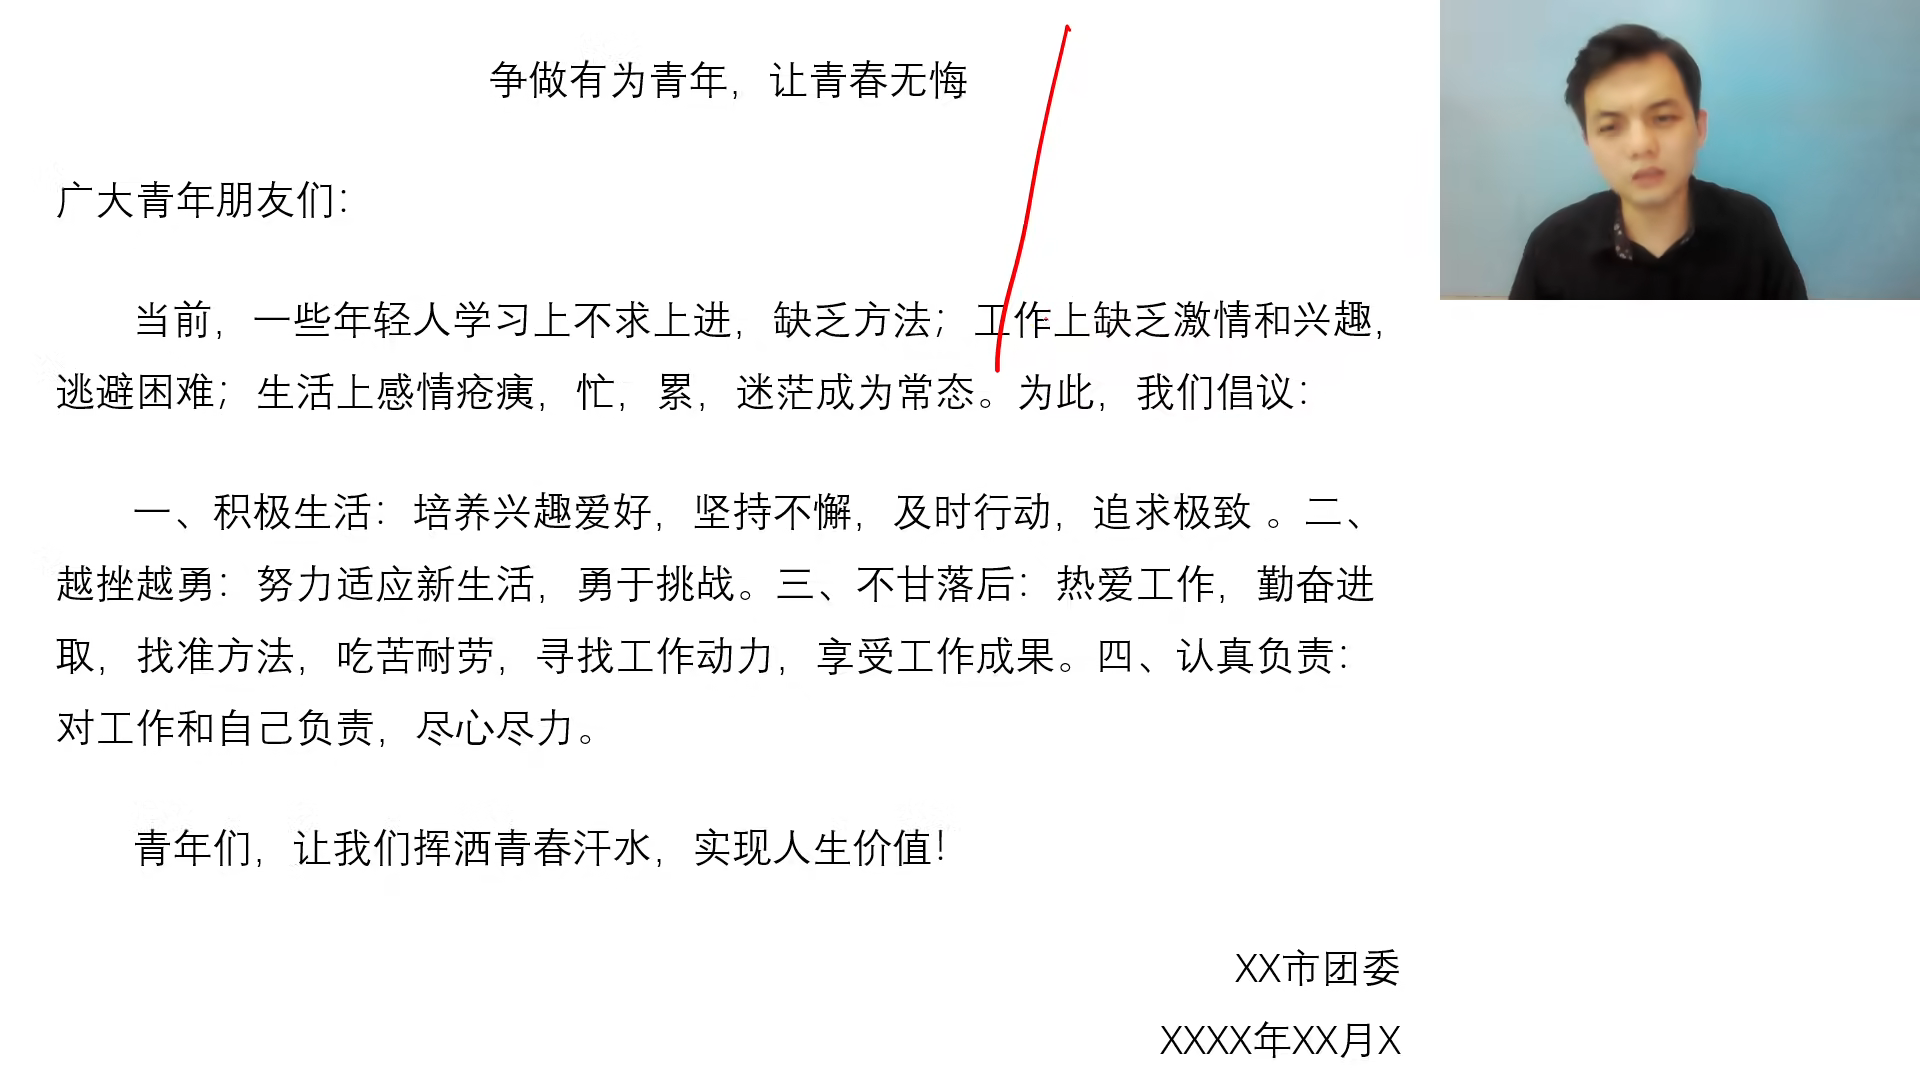 争做有为青年，让青春无悔
广大青年朋友们：
当前，一些年轻人学习上不求上进，缺乏方法；工作上缺乏激情和兴趣，
逃避困难；生活上感情疮痍，忙，累，迷茫成为常态。为此，我们倡议：
一、积极生活：培养兴趣爱好，坚持不懈，及时行动，追求极致 。二、
越挫越勇：努力适应新生活，勇于挑战。三、不甘落后：热爱工作，勤奋进
取，找准方法，吃苦耐劳，寻找工作动力，享受工作成果。四、认真负责：
对工作和自己负责，尽心尽力。
青年们，让我们挥洒青春汗水，实现人生价值！
XX市团委
XXXX年XX月X